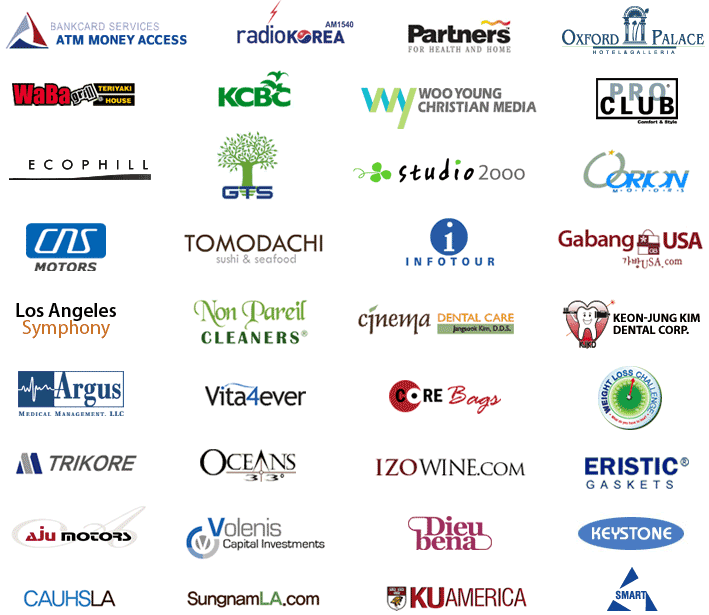 BANKCARD SERVICES
ATM MONEY ACCESS
AM1540
radioKOREA
Partners
FOR HEALTH AND HOME
OXFORD PALACE
HOTEL&GALLERIA
WaBa grill TERIYAKI HOUSE
KCBC
WOO YOUNG
CHRISTIAN MEDIA
PRO
CLUB
Comfort & Style
ECOPHILL
GTS
studio 2000
ORION
MOTORS
CNS
MOTORS
TOMODACHI
sushi & seafood
i
INFOTOUR
Gabang USA
가방USA.com
Los Angeles
Symphony
Non Pareil
CLEANERS®
cinema DENTAL CARE
Jangsook Kim, D.D.S.
KEON-JUNG KIM
DENTAL CORP.
KJKD
Argus
MEDICAL MANAGEMENT, LLC
Vita4ever
CORE Bags
WEIGHT LOSS CHALLENGE
TRIKORE
OCEANS
33°
IZOWINE.COM
ERISTIC®
GASKETS
AJU MOTORS
Volenis
Capital Investments
Dieu
bena
KEYSTONE
CAUHSLA
SungnamLA.com
KUAMERICA
SMART